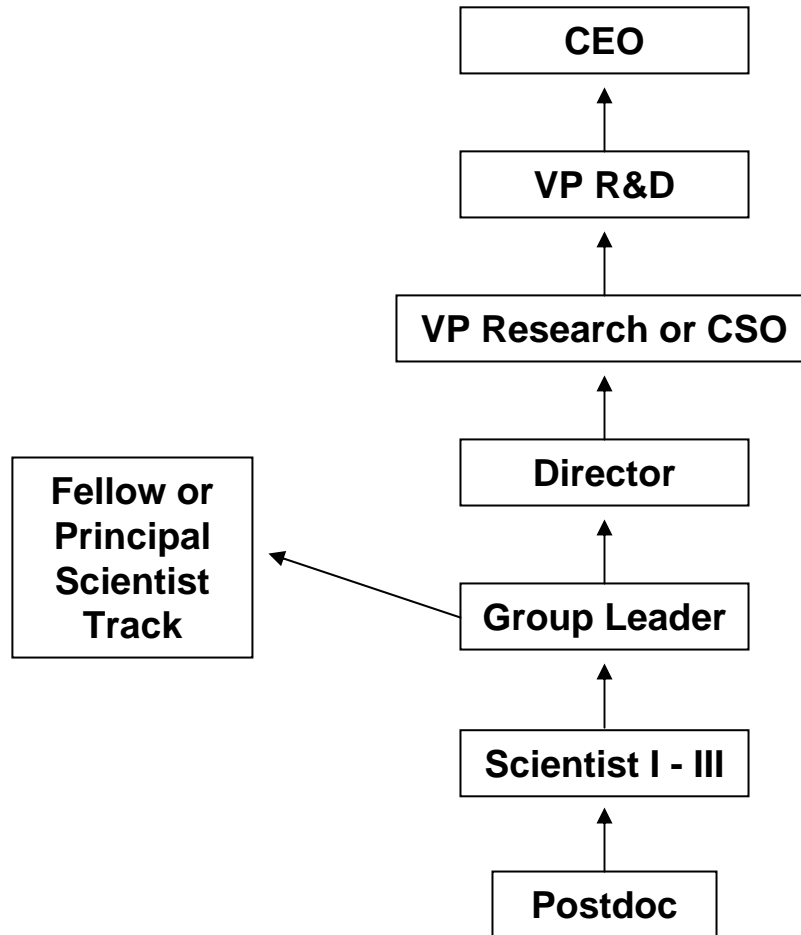 CEO
VP R&D
VP Research or CSO
Director
Fellow or
Principal
Scientist
Track
Group Leader
Scientist I - III
Postdoc